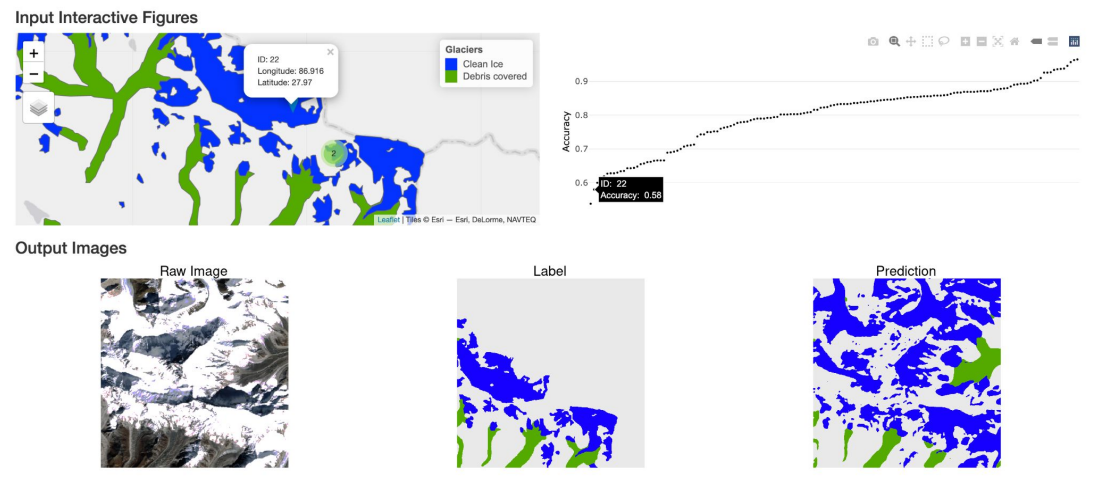 Input Interactive Figures
+
−
ID: 22
Longitude: 86.916
Latitude: 27.97
×
Glaciers
Clean Ice
Debris covered
2
Leaflet | Tiles © Esri — Esri, DeLorme, NAVTEQ
Accuracy
0.9
0.8
0.7
0.6
ID: 22
Accuracy: 0.58
Output Images
Raw Image
Label
Prediction